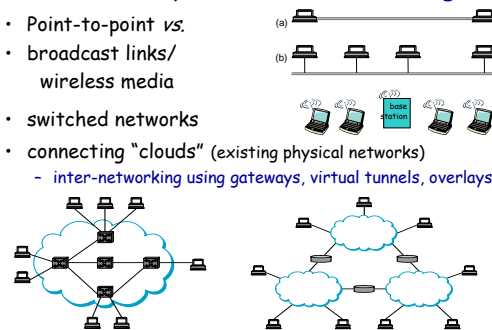 • Point-to-point vs.
• broadcast links/
wireless media
• switched networks
• connecting "clouds" (existing physical networks)
– inter-networking using gateways, virtual tunnels, overlays
(a)
(b)
base
station